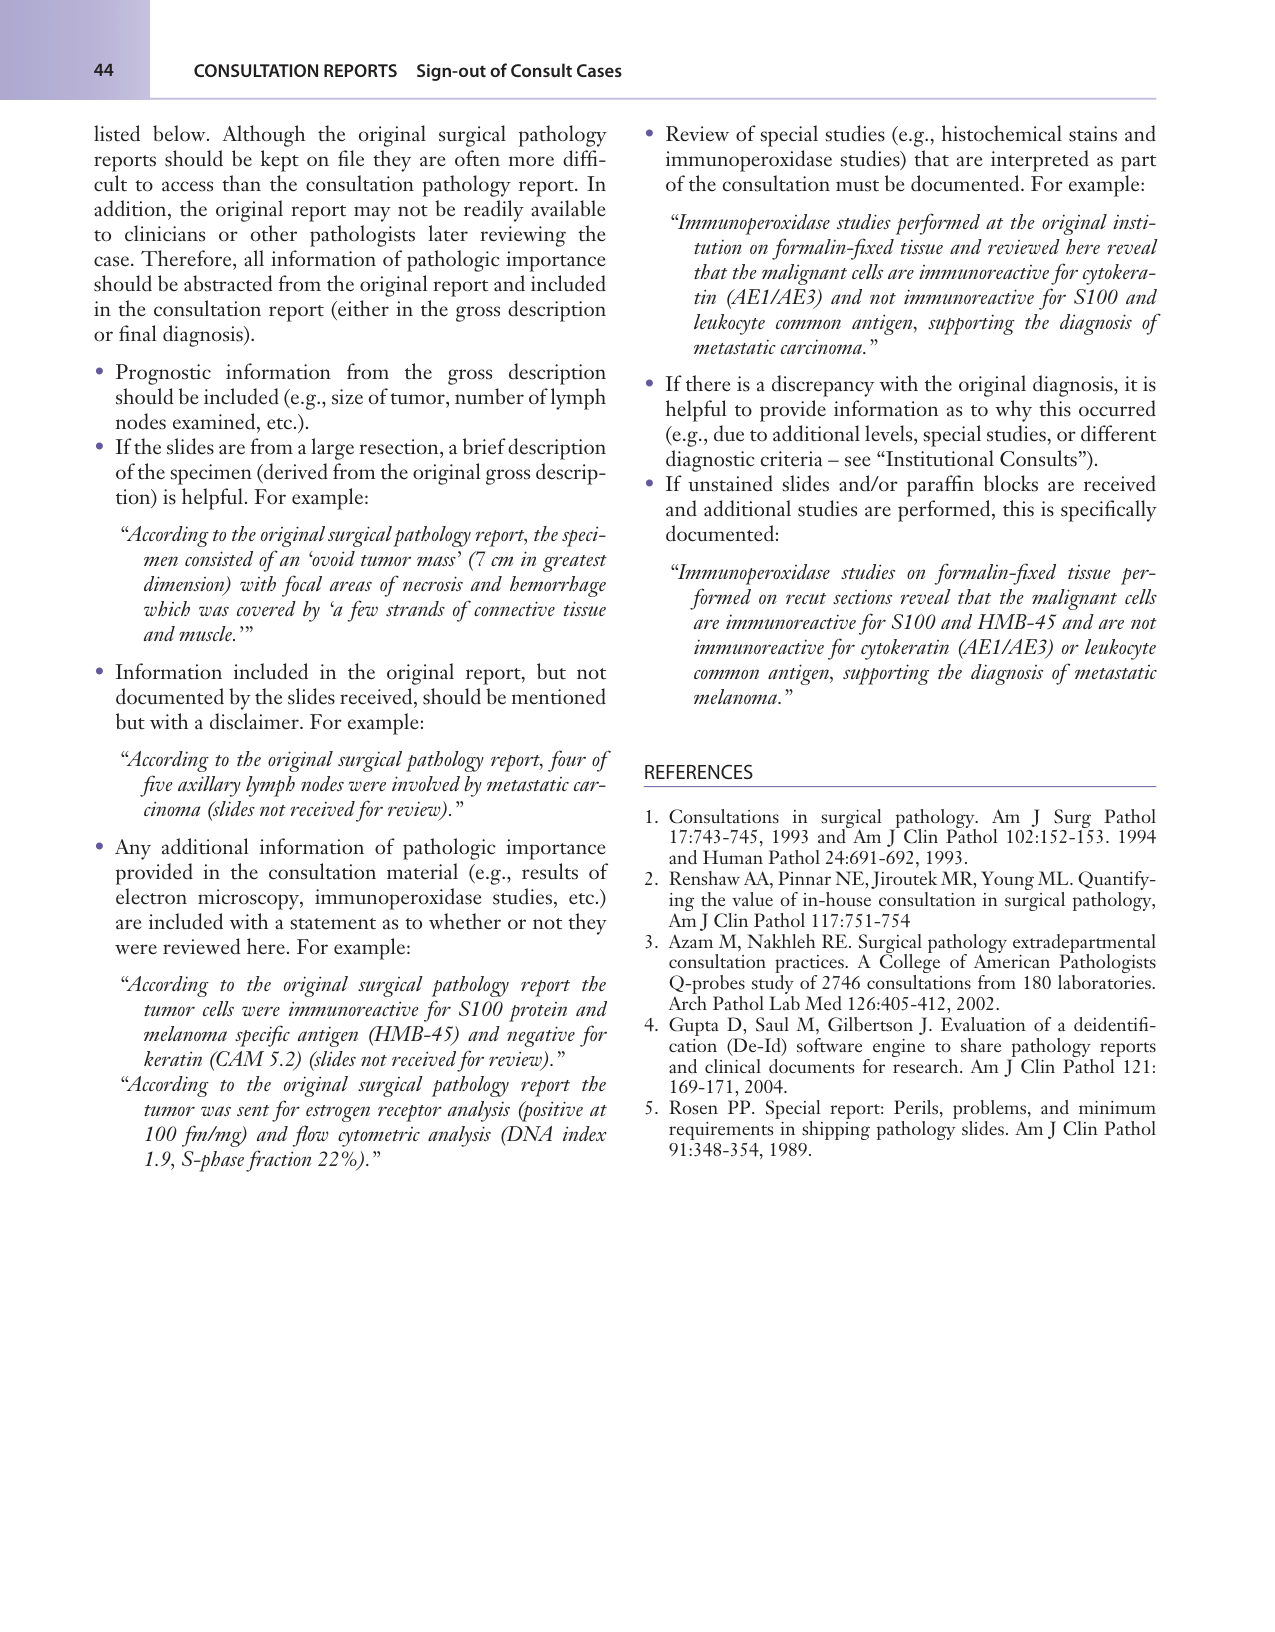 44
CONSULTATION REPORTS Sign-out of Consult Cases
listed below. Although the original surgical pathology
reports should be kept on file they are often more diffi-
cult to access than the consultation pathology report. In
addition, the original report may not be readily available
to clinicians or other pathologists later reviewing the
case. Therefore, all information of pathologic importance
should be abstracted from the original report and included
in the consultation report (either in the gross description
or final diagnosis).
• Prognostic information from the gross description
should be included (e.g., size of tumor, number of lymph
nodes examined, etc.).
• If the slides are from a large resection, a brief description
of the specimen (derived from the original gross descrip-
tion) is helpful. For example:
“According to the original surgical pathology report, the speci-
men consisted of an ‘ovoid tumor mass’ (7 cm in greatest
dimension) with focal areas of necrosis and hemorrhage
which was covered by ‘a few strands of connective tissue
and muscle.’”
• Information included in the original report, but not
documented by the slides received, should be mentioned
but with a disclaimer. For example:
“According to the original surgical pathology report, four of
five axillary lymph nodes were involved by metastatic car-
cinoma (slides not received for review).”
• Any additional information of pathologic importance
provided in the consultation material (e.g., results of
electron microscopy, immunoperoxidase studies, etc.)
are included with a statement as to whether or not they
were reviewed here. For example:
“According to the original surgical pathology report the
tumor cells were immunoreactive for S100 protein and
melanoma specific antigen (HMB-45) and negative for
keratin (CAM 5.2) (slides not received for review).”
“According to the original surgical pathology report the
tumor was sent for estrogen receptor analysis (positive at
100 fm/mg) and flow cytometric analysis (DNA index
1.9, S-phase fraction 22%).”
• Review of special studies (e.g., histochemical stains and
immunoperoxidase studies) that are interpreted as part
of the consultation must be documented. For example:
“Immunoperoxidase studies performed at the original insti-
tution on formalin-fixed tissue and reviewed here reveal
that the malignant cells are immunoreactive for cytokera-
tin (AE1/AE3) and not immunoreactive for S100 and
leukocyte common antigen, supporting the diagnosis of
metastatic carcinoma.”
• If there is a discrepancy with the original diagnosis, it is
helpful to provide information as to why this occurred
(e.g., due to additional levels, special studies, or different
diagnostic criteria – see “Institutional Consults”).
• If unstained slides and/or paraffin blocks are received
and additional studies are performed, this is specifically
documented:
“Immunoperoxidase studies on formalin-fixed tissue per-
formed on recut sections reveal that the malignant cells
are immunoreactive for S100 and HMB-45 and are not
immunoreactive for cytokeratin (AE1/AE3) or leukocyte
common antigen, supporting the diagnosis of metastatic
melanoma.”
REFERENCES
1. Consultations in surgical pathology. Am J Surg Pathol
17:743-745, 1993 and Am J Clin Pathol 102:152-153. 1994
and Human Pathol 24:691-692, 1993.
2. Renshaw AA, Pinnar NE, Jiroutek MR, Young ML. Quantify-
ing the value of in-house consultation in surgical pathology,
Am J Clin Pathol 117:751-754
3. Azam M, Nakhleh RE. Surgical pathology extradepartmental
consultation practices. A College of American Pathologists
Q-probes study of 2746 consultations from 180 laboratories.
Arch Pathol Lab Med 126:405-412, 2002.
4. Gupta D, Saul M, Gilbertson J. Evaluation of a deidentifi-
cation (De-Id) software engine to share pathology reports
and clinical documents for research. Am J Clin Pathol 121:
169-171, 2004.
5. Rosen PP. Special report: Perils, problems, and minimum
requirements in shipping pathology slides. Am J Clin Pathol
91:348-354, 1989.